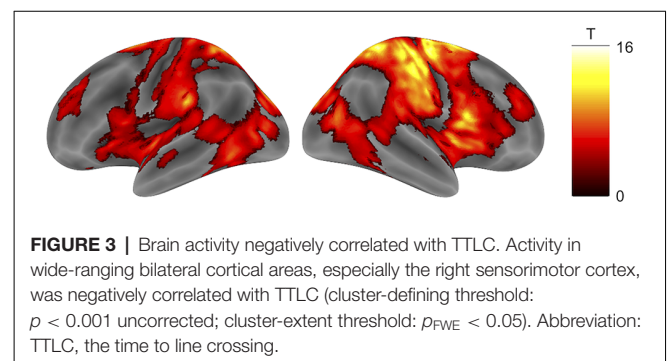 T
16
0
FIGURE 3 | Brain activity negatively correlated with TTLC. Activity in
wide-ranging bilateral cortical areas, especially the right sensorimotor cortex,
was negatively correlated with TTLC (cluster-defining threshold:
p < 0.001 uncorrected; cluster-extent threshold: pFWE < 0.05). Abbreviation:
TTLC, the time to line crossing.